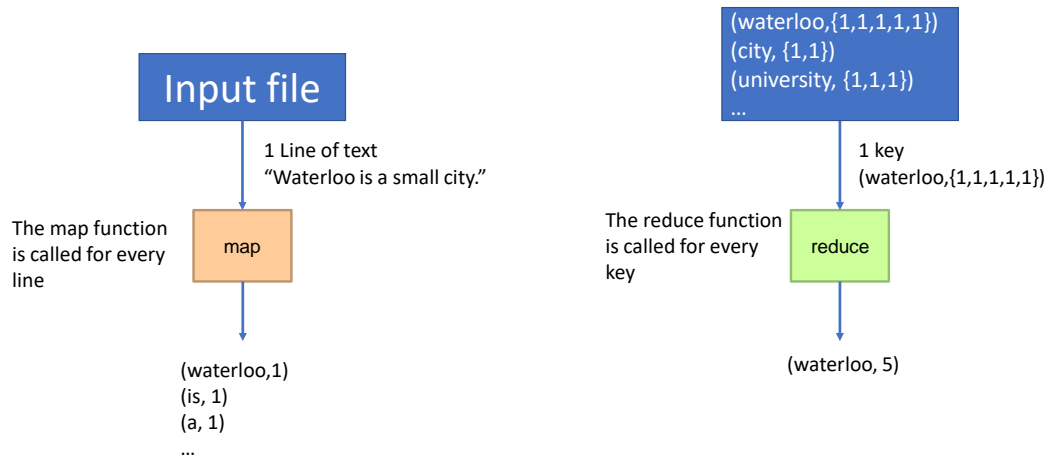 Input file
1 Line of text
“Waterloo is a small city.”
The map function
is called for every
line
map
(waterloo,1)
(is, 1)
(a, 1)
...
(waterloo,{1,1,1,1,1})
(city, {1,1})
(university, {1,1,1})
...
1 key
(waterloo,{1,1,1,1,1})
The reduce function
is called for every
key
reduce
(waterloo, 5)